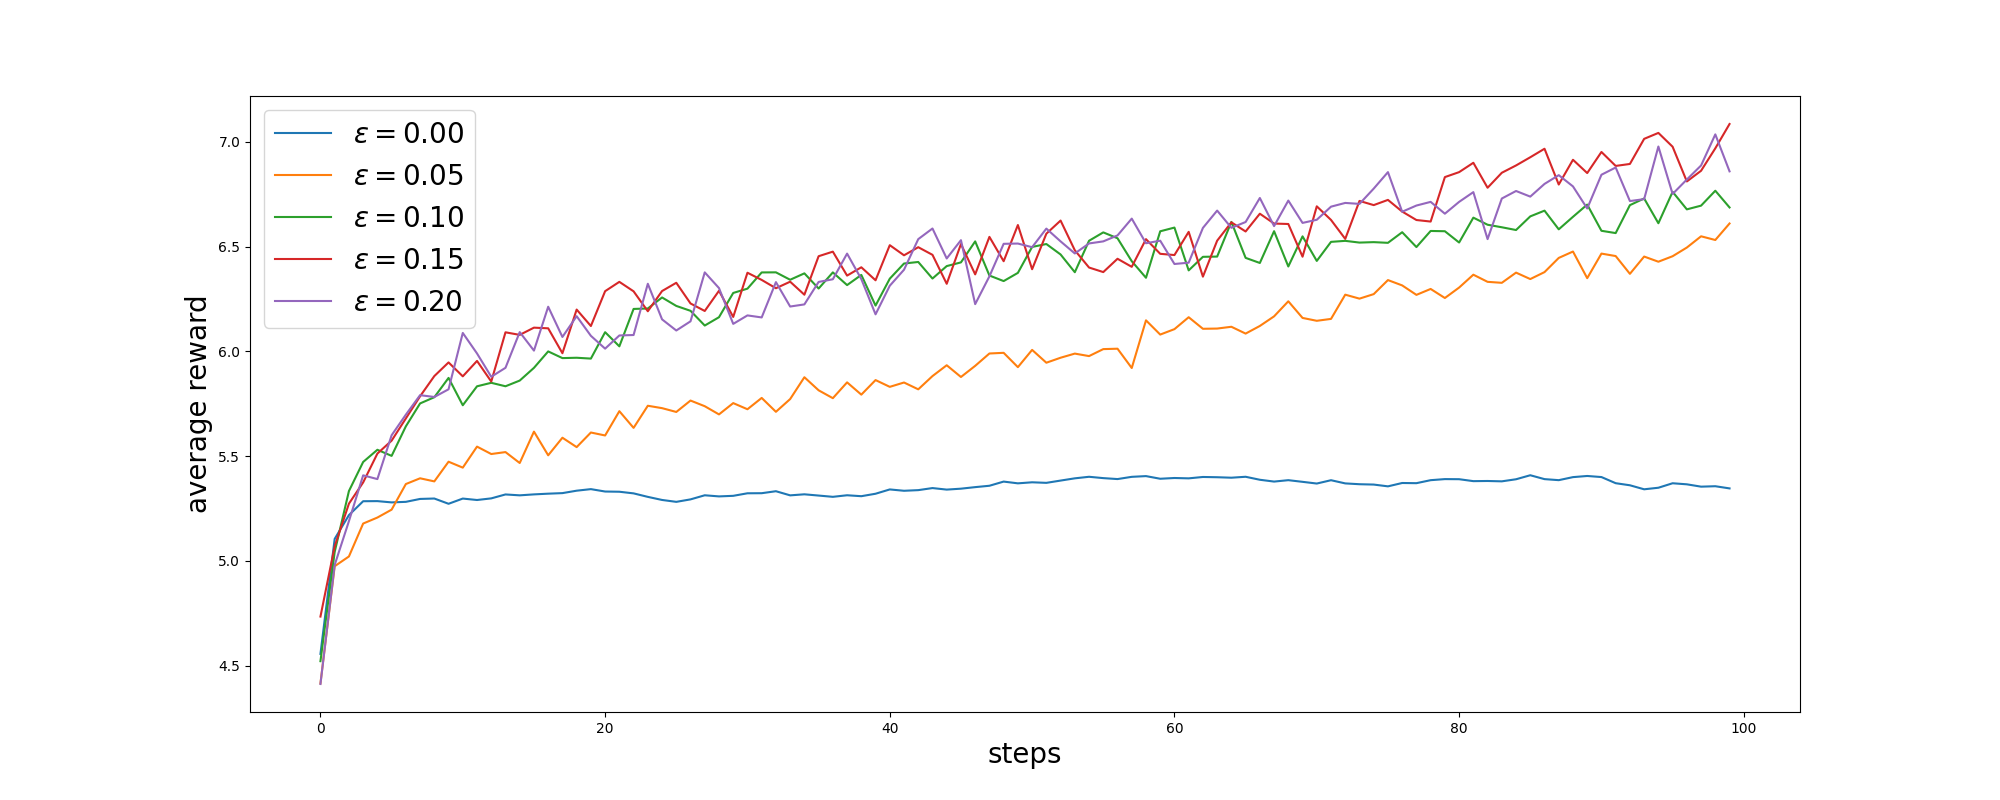 ε = 0.00
ε = 0.05
ε = 0.10
ε = 0.15
ε = 0.20
7.0
6.5
6.0
5.5
5.0
4.5
average reward
0 20 40 60 80 100
steps